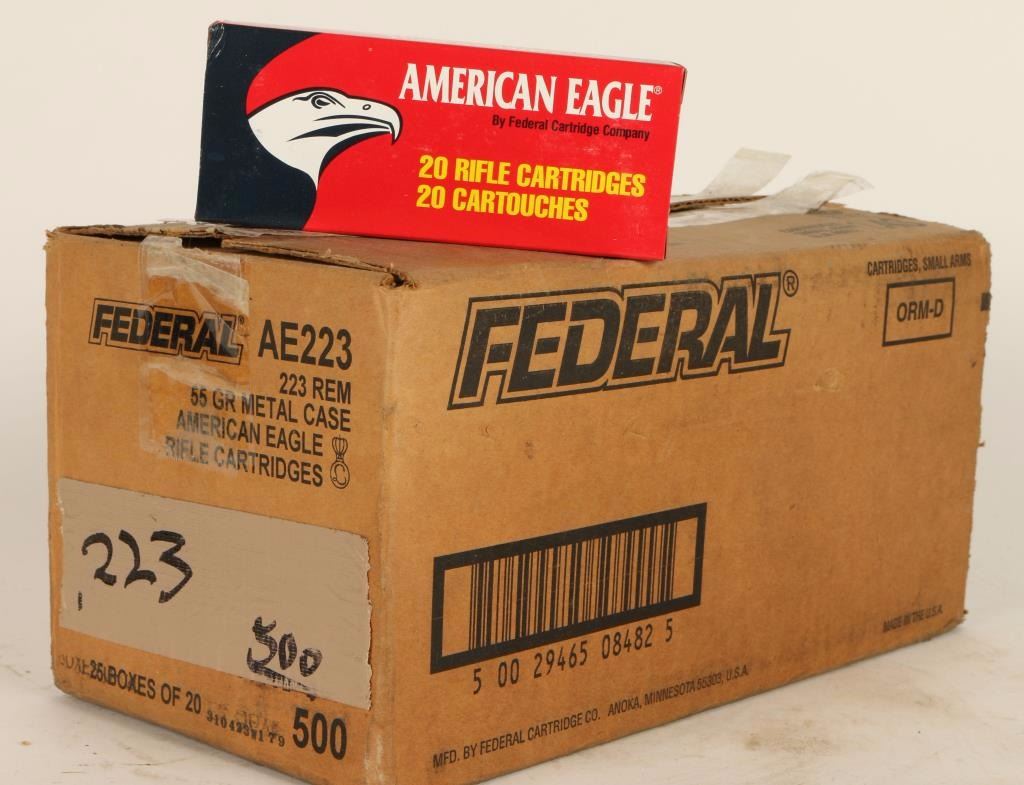 AMERICAN EAGLE®
By Federal Cartridge Company
20 RIFLE CARTRIDGES
20 CARTOUCHES
FEDERAL AE223
223 REM
55 GR METAL CASE
AMERICAN EAGLE
RIFLE CARTRIDGES
.223
500
25 BOXES OF 20
500
FEDERAL®
CARTRIDGES, SMALL ARMS
ORM-D
5 00 29465 08482 5
MFD. BY FEDERAL CARTRIDGE CO. ANOKA, MINNESOTA 55303, U.S.A.
MADE IN THE U.S.A.